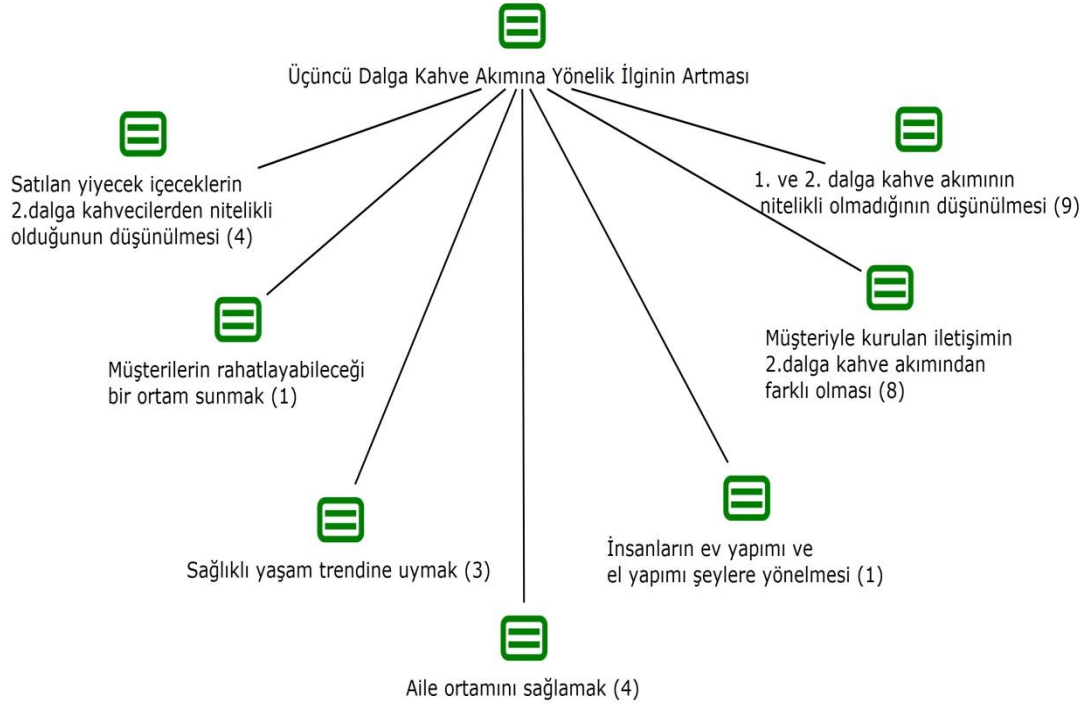 Üçüncü Dalga Kahve Akımına Yönelik İlginin Artması
Satılan yiyecek içeceklerin
2.dalga kahvecilerden nitelikli
olduğunun düşünülmesi (4)
1. ve 2. dalga kahve akımının
nitelikli olmadığının düşünülmesi (9)
Müşterilerin rahatlayabileceği
bir ortam sunmak (1)
Müşteriyle kurulan iletişimin
2.dalga kahve akımından
farklı olması (8)
Sağlıklı yaşam trendine uymak (3)
İnsanların ev yapımı ve
el yapımı şeylere yönelmesi (1)
Aile ortamını sağlamak (4)